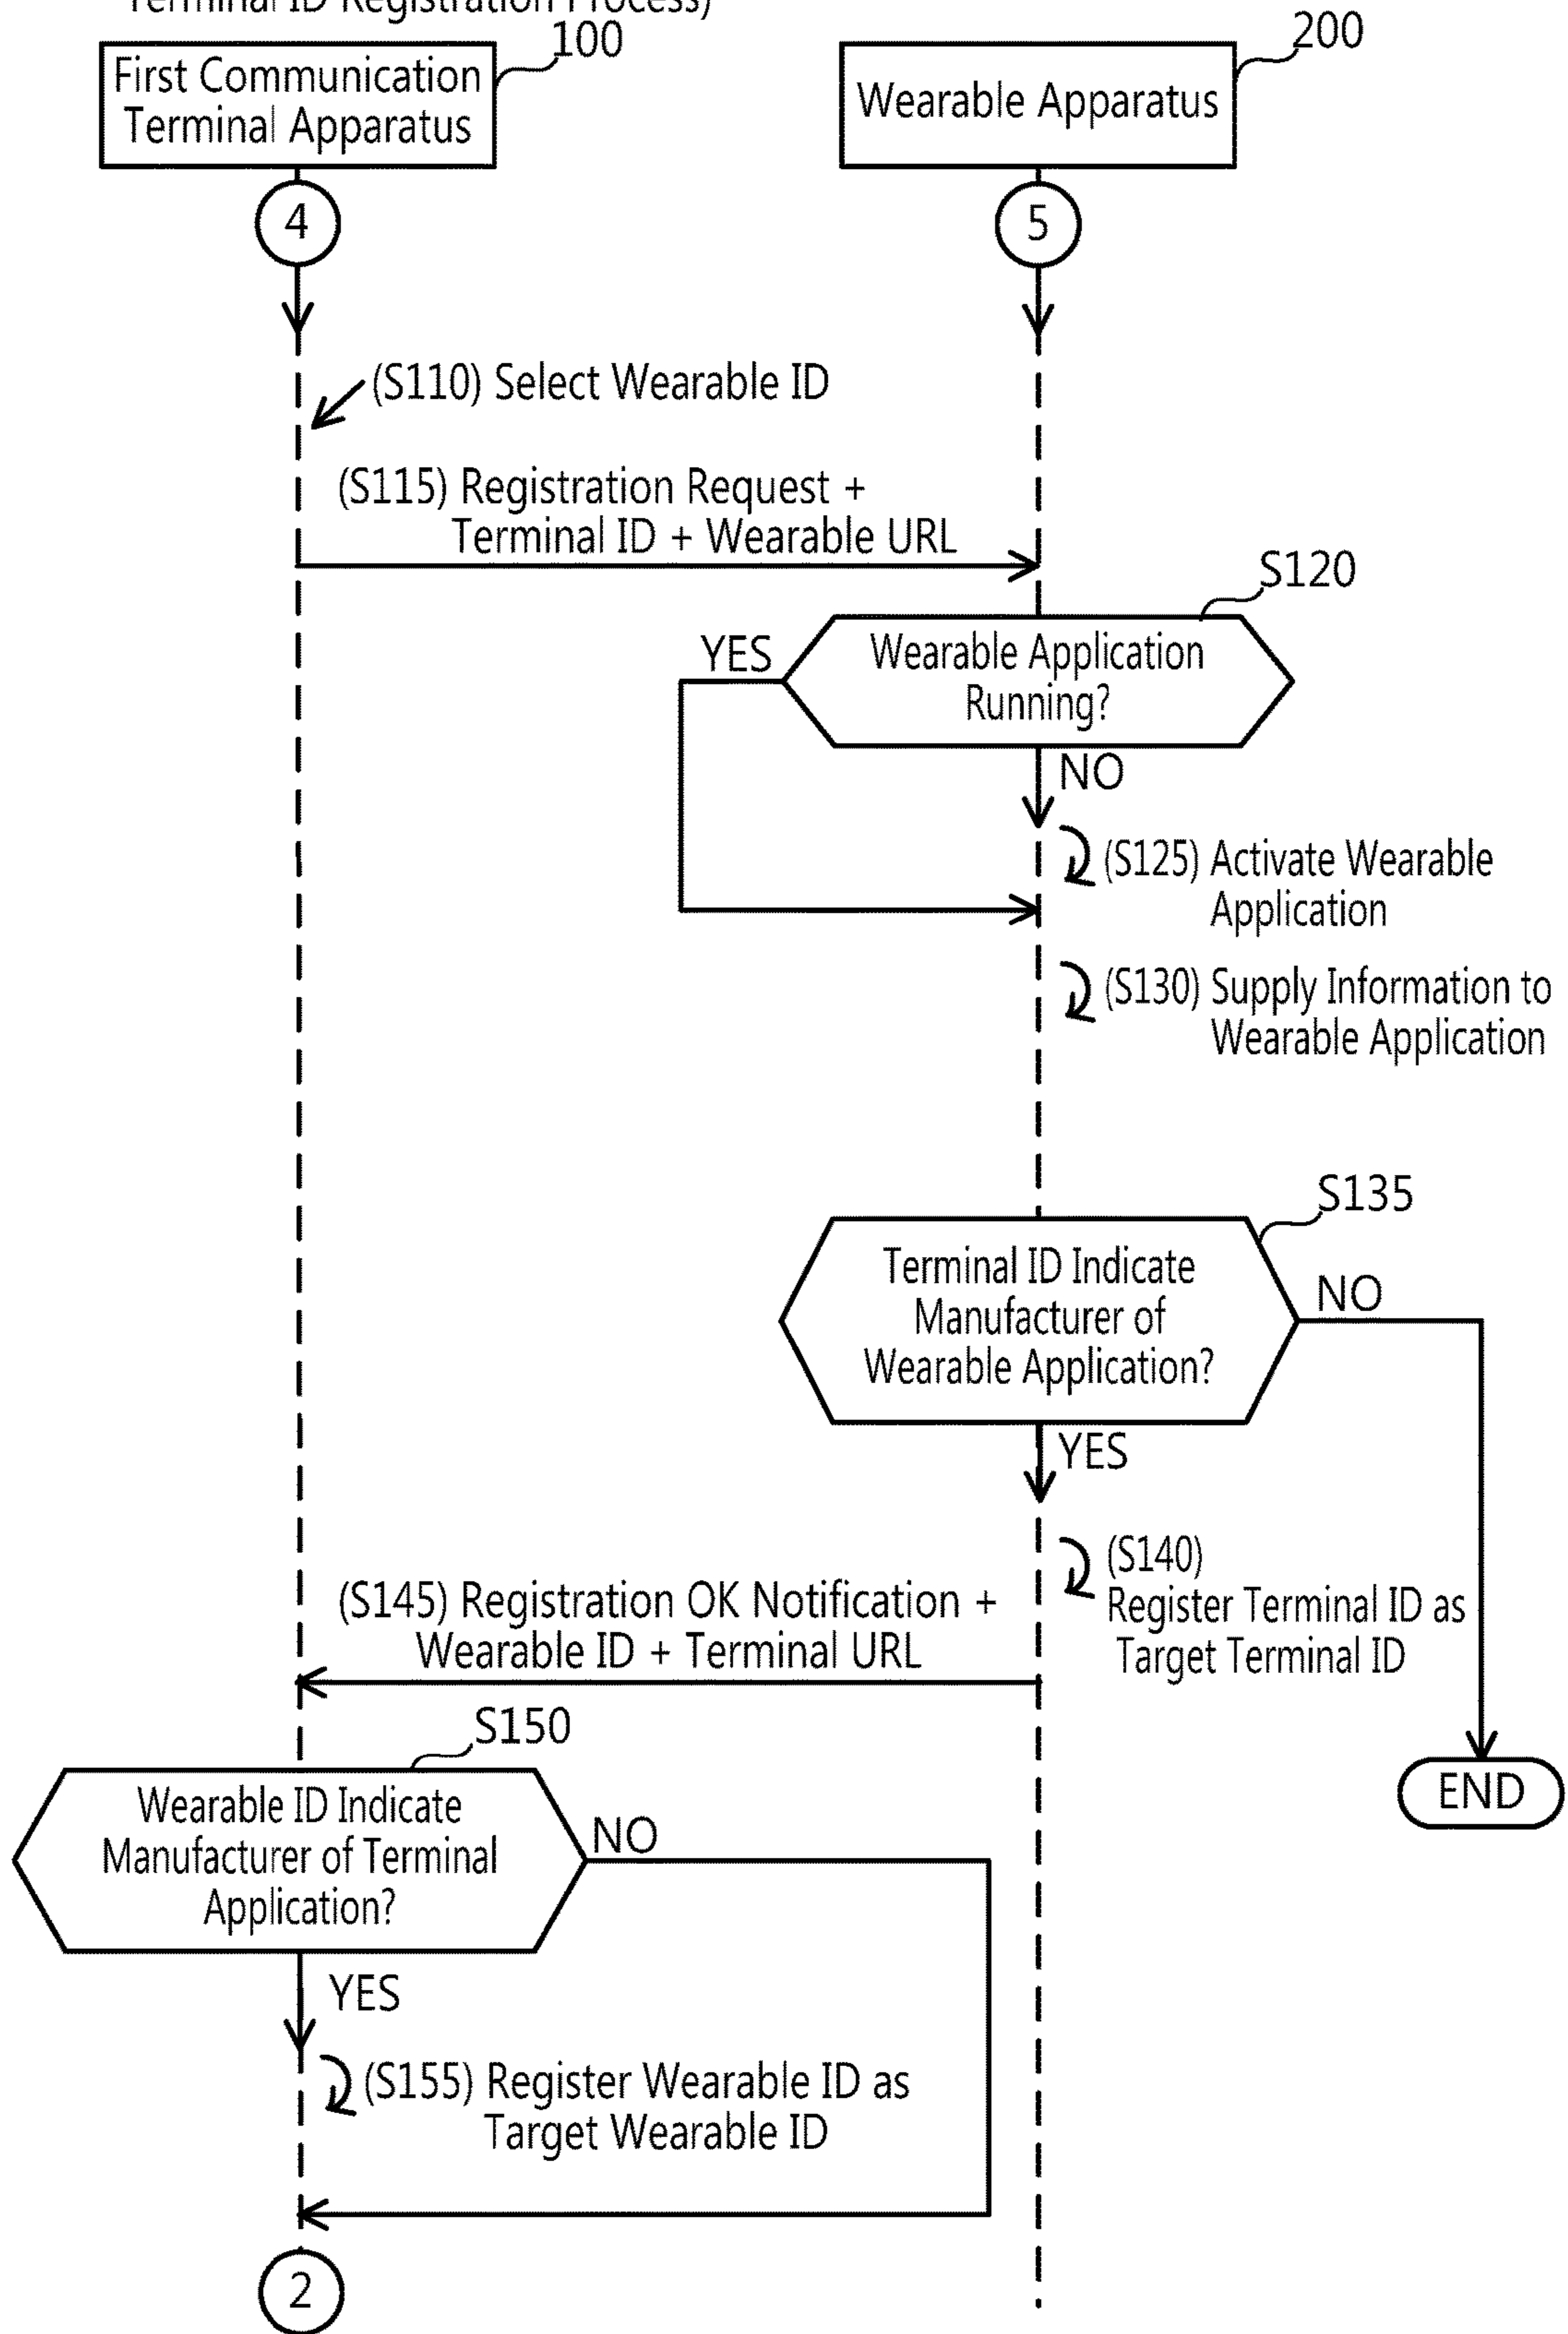 Terminal ID Registration Process)
100
200
First Communication
Terminal Apparatus
Wearable Apparatus
4
5
(S110) Select Wearable ID
(S115) Registration Request +
Terminal ID + Wearable URL
S120
YES
Wearable Application
Running?
NO
(S125) Activate Wearable
Application
(S130) Supply Information to
Wearable Application
S135
Terminal ID Indicate
Manufacturer of
Wearable Application?
NO
YES
(S140)
Register Terminal ID as
Target Terminal ID
(S145) Registration OK Notification +
Wearable ID + Terminal URL
S150
Wearable ID Indicate
Manufacturer of Terminal
Application?
NO
END
YES
(S155) Register Wearable ID as
Target Wearable ID
2